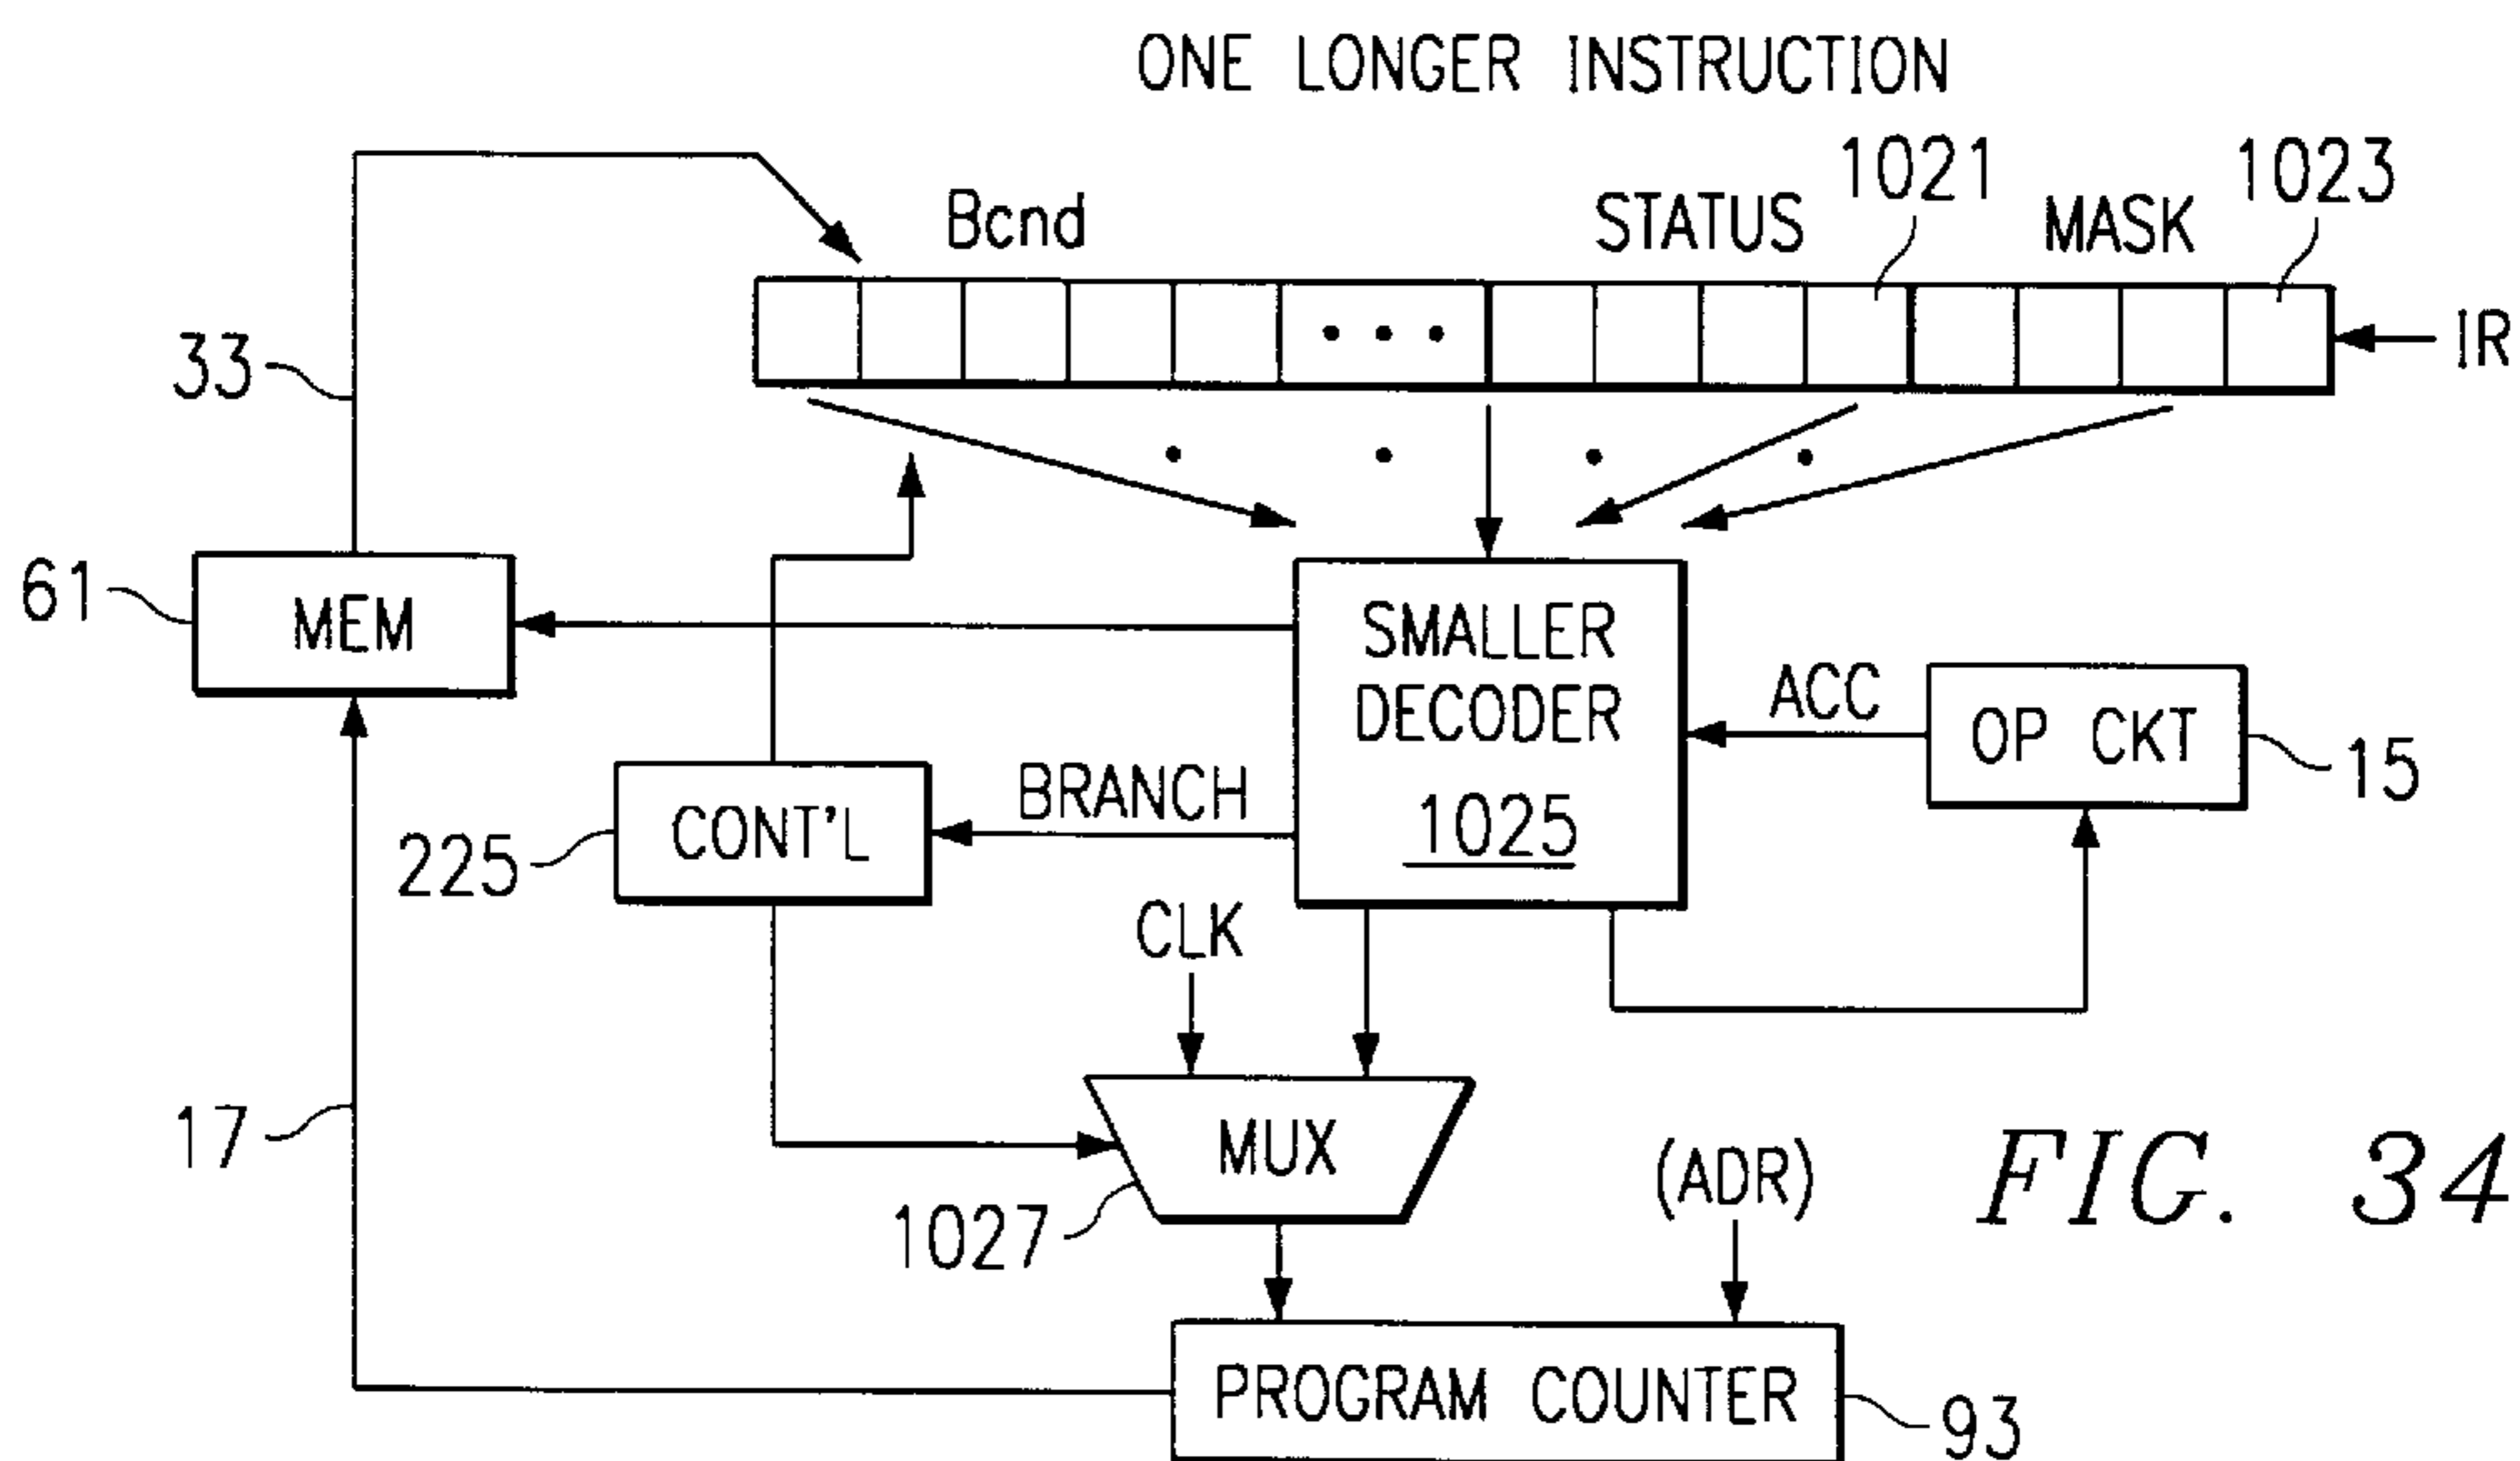 ONE LONGER INSTRUCTION
1021
1023
Bcnd
STATUS
MASK
IR
33
61
MEM
SMALLER
DECODER
1025
ACC
OP CKT
15
BRANCH
CONT'L
225
CLK
17
MUX
1027
(ADR)
FIG. 34
PROGRAM COUNTER
93